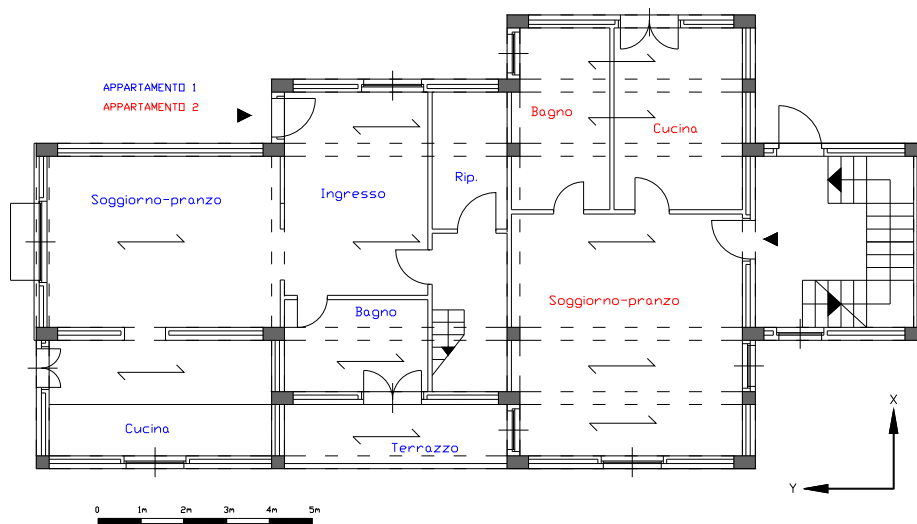 APPARTAMENTO 1
APPARTAMENTO 2
Bagno
Cucina
Soggiorno-pranzo
Ingresso
Rip.
Bagno
Soggiorno-pranzo
Cucina
Terrazzo
X
Y
0 1m 2m 3m 4m 5m